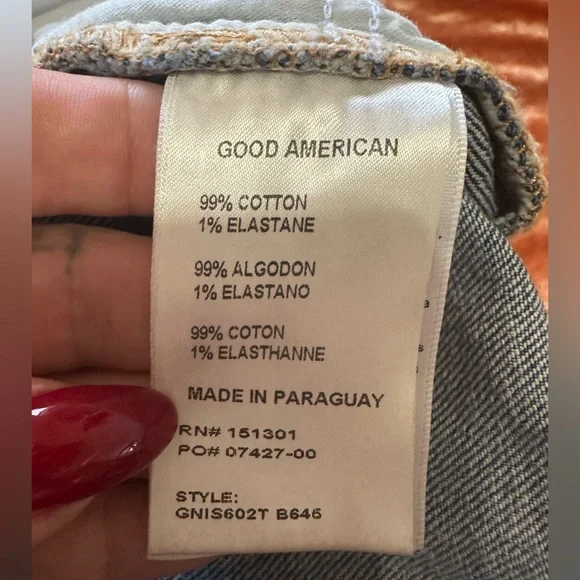 GOOD AMERICAN
99% COTTON
1% ELASTANE
99% ALGODON
1% ELASTANO
99% COTON
1% ELASTHANNE
MADE IN PARAGUAY
RN# 151301
PO# 07427-00
STYLE:
GNIS602T B646